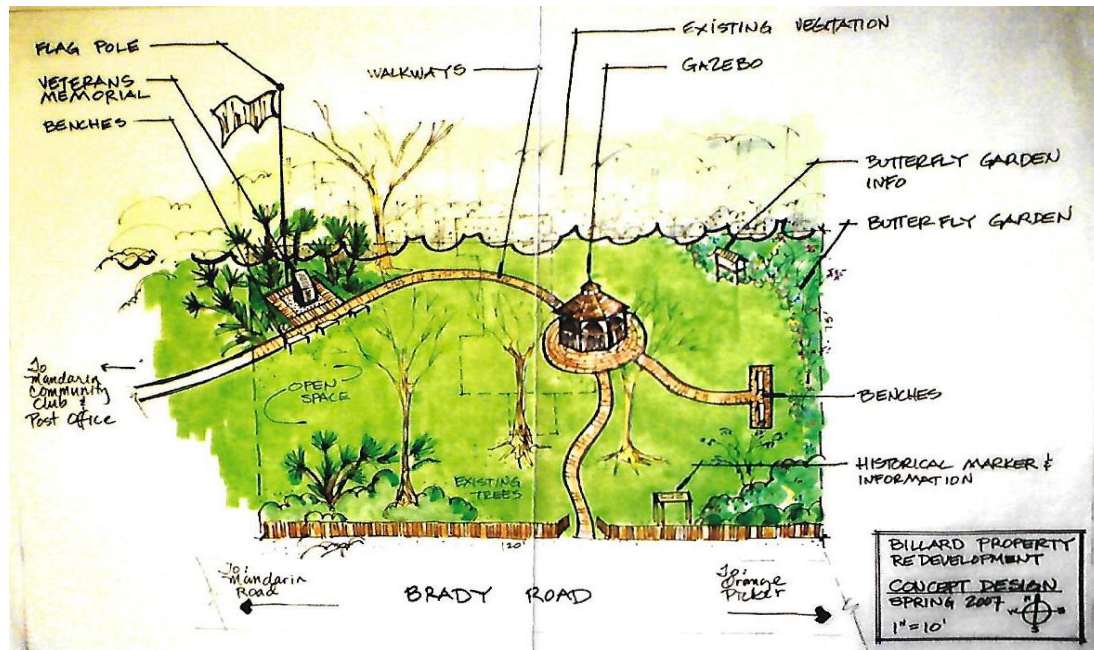 FLAG POLE
VETERANS
MEMORIAL
BENCHES
WALKWAYS
EXISTING VEGITATION
GAZEBO
BUTTERFLY GARDEN
INFO
BUTTERFLY GARDEN
75'
To
Mandarin
Community
Club &
Post Office
OPEN
SPACE
EXISTING
TREES
BENCHES
HISTORICAL MARKER &
INFORMATION
120'
To:
Mandarin
Road
BRADY ROAD
To:
Orange
Picker
BILLARD PROPERTY
REDEVELOPMENT
CONCEPT DESIGN
SPRING 2007
1"=10'
N
W
E
S